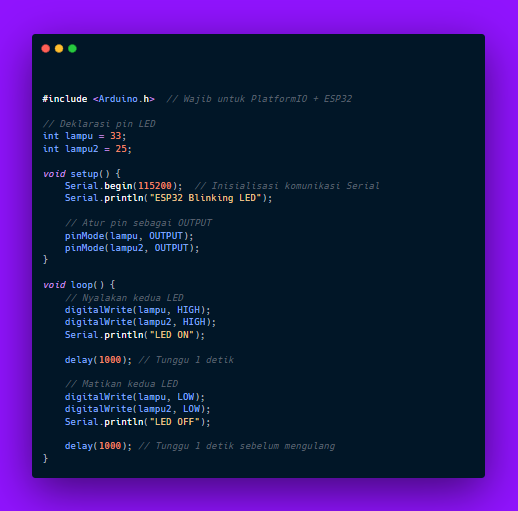 #include <Arduino.h>  // Wajib untuk PlatformIO + ESP32
// Deklarasi pin LED
int lampu = 33;
int lampu2 = 25;
void setup() {
    Serial.begin(115200);  // Inisialisasi komunikasi Serial
    Serial.println("ESP32 Blinking LED");
    // Atur pin sebagai OUTPUT
    pinMode(lampu, OUTPUT);
    pinMode(lampu2, OUTPUT);
}
void loop() {
    // Nyalakan kedua LED
    digitalWrite(lampu, HIGH);
    digitalWrite(lampu2, HIGH);
    Serial.println("LED ON");
    delay(1000); // Tunggu 1 detik
    // Matikan kedua LED
    digitalWrite(lampu, LOW);
    digitalWrite(lampu2, LOW);
    Serial.println("LED OFF");
    delay(1000); // Tunggu 1 detik sebelum mengulang
}